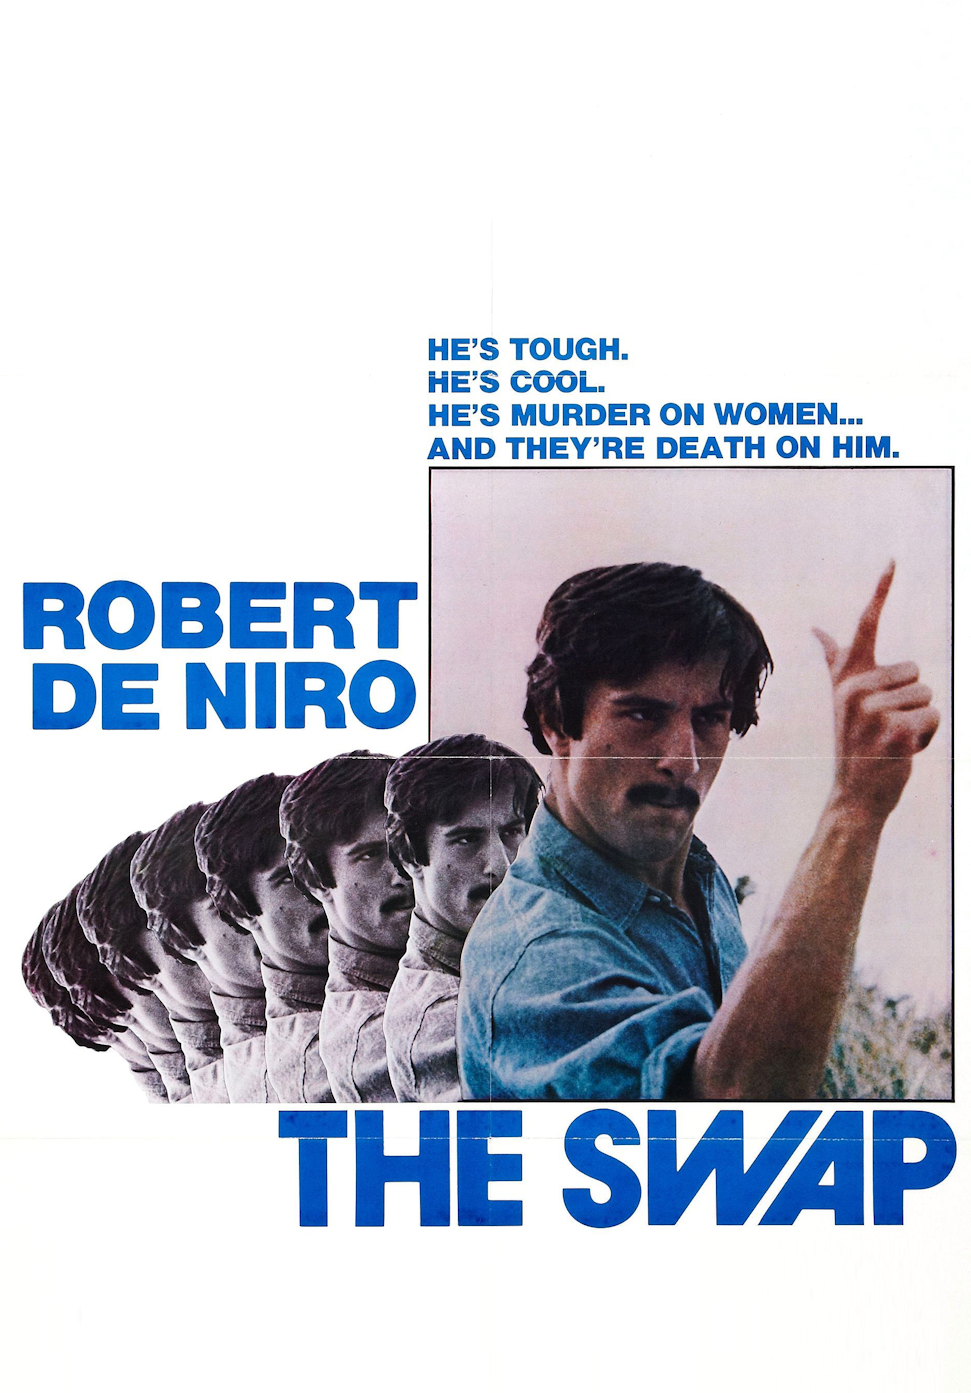 HE'S TOUGH.
HE'S COOL.
HE'S MURDER ON WOMEN...
AND THEY'RE DEATH ON HIM.
ROBERT
DE NIRO
THE SWAP